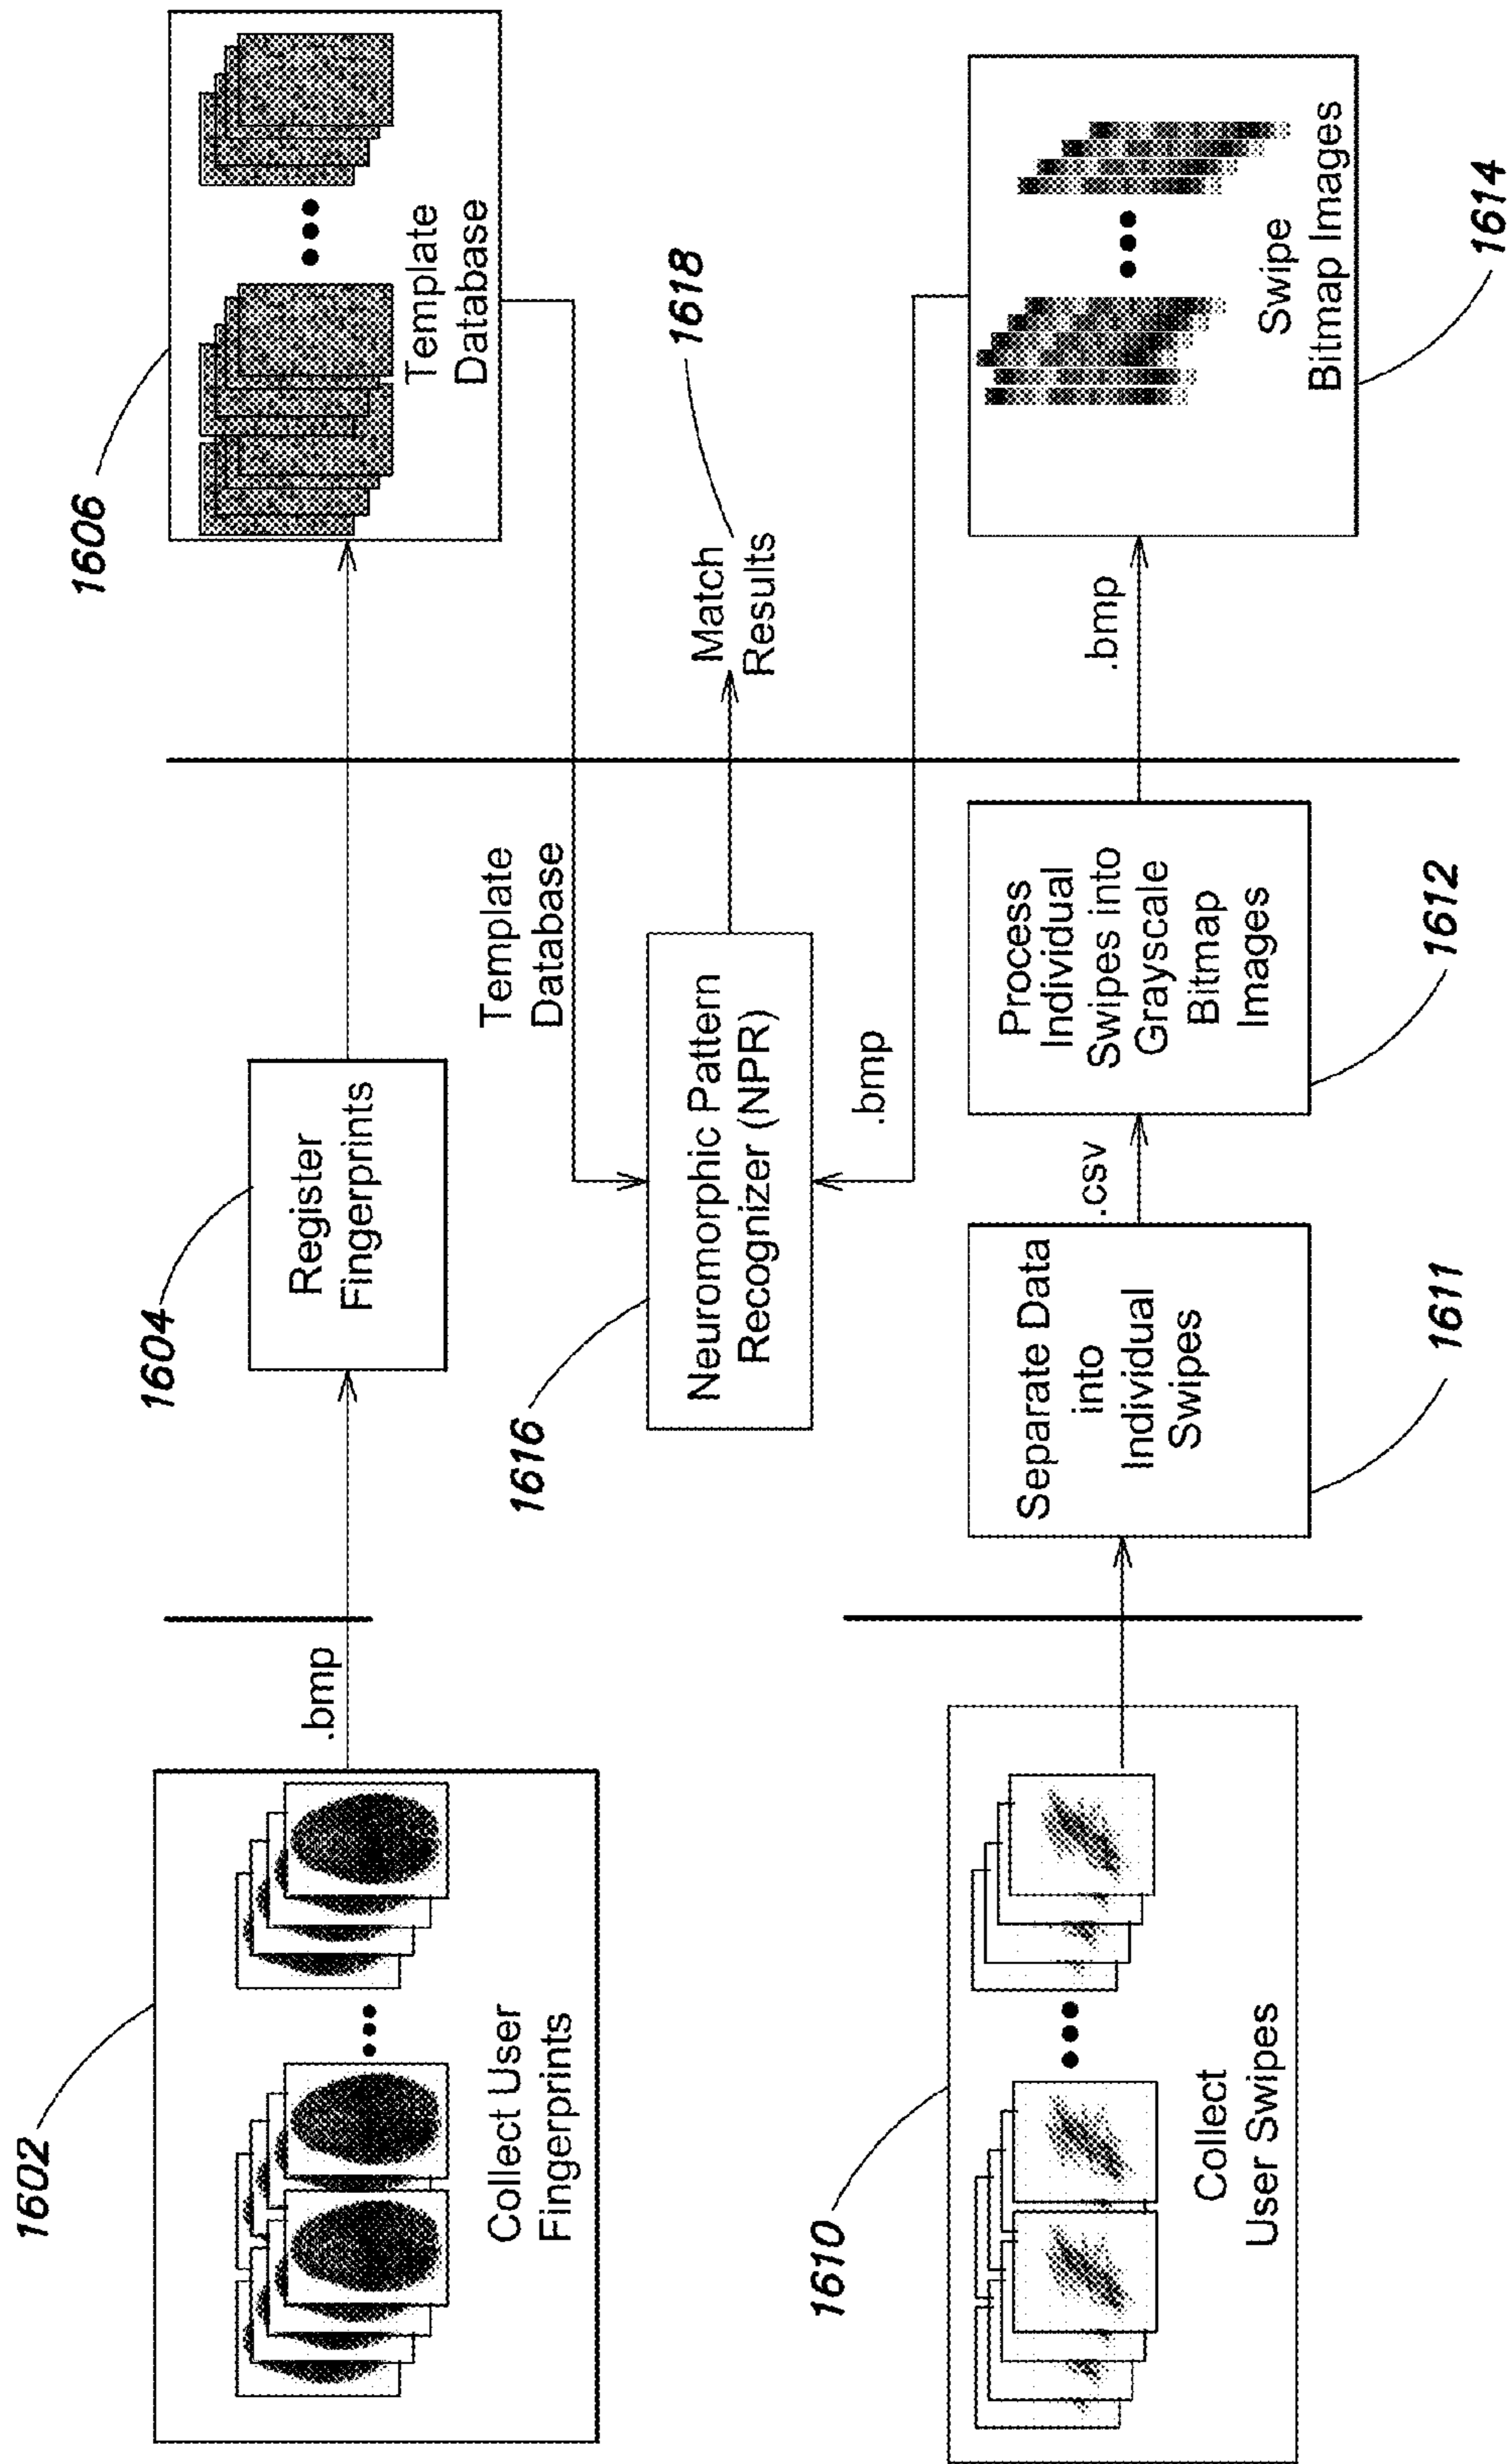 1602
Collect User
Fingerprints
.bmp
1604
Register
Fingerprints
1606
Template
Database
Template
Database
1616
Neuromorphic Pattern
Recognizer (NPR)
.bmp
Match
Results
1618
1610
Collect
User Swipes
Separate Data
into
Individual
Swipes
1611
.csv
Process
Individual
Swipes into
Grayscale
Bitmap
Images
1612
.bmp
Swipe
Bitmap Images
1614